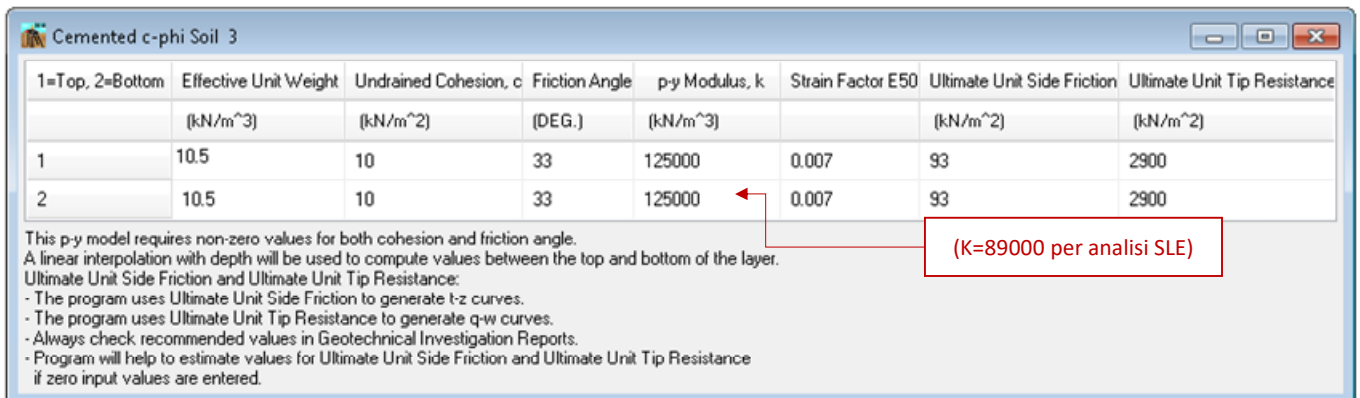 Cemented c-phi Soil 3
1=Top, 2=Bottom Effective Unit Weight Undrained Cohesion, c Friction Angle p-y Modulus, k Strain Factor E50 Ultimate Unit Side Friction Ultimate Unit Tip Resistance
(kN/m^3) (kN/m^2) (DEG.) (kN/m^3) (kN/m^2) (kN/m^2)
1 10.5 10 33 125000 0.007 93 2900
2 10.5 10 33 125000 0.007 93 2900
(K=89000 per analisi SLE)
This p-y model requires non-zero values for both cohesion and friction angle.
A linear interpolation with depth will be used to compute values between the top and bottom of the layer.
Ultimate Unit Side Friction and Ultimate Unit Tip Resistance:
- The program uses Ultimate Unit Side Friction to generate t-z curves.
- The program uses Ultimate Unit Tip Resistance to generate q-w curves.
- Always check recommended values in Geotechnical Investigation Reports.
- Program will help to estimate values for Ultimate Unit Side Friction and Ultimate Unit Tip Resistance
if zero input values are entered.